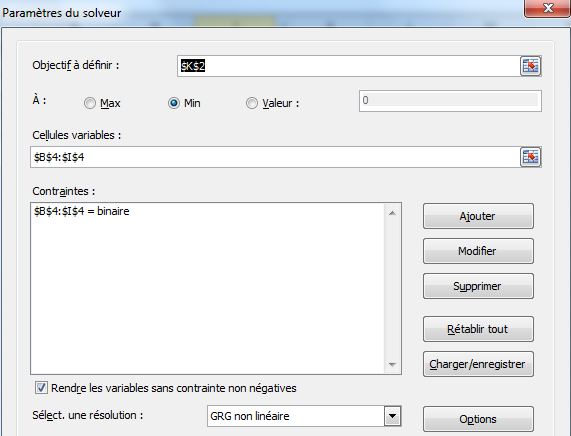 Paramètres du solveur
Objectif à définir :
$K$2
À :
Max
Min
Valeur :
0
Cellules variables :
$B$4:$I$4
Contraintes :
$B$4:$I$4 = binaire
Ajouter
Modifier
Supprimer
Rétablir tout
Charger/enregistrer
Rendre les variables sans contrainte non négatives
Sélect. une résolution :
GRG non linéaire
Options